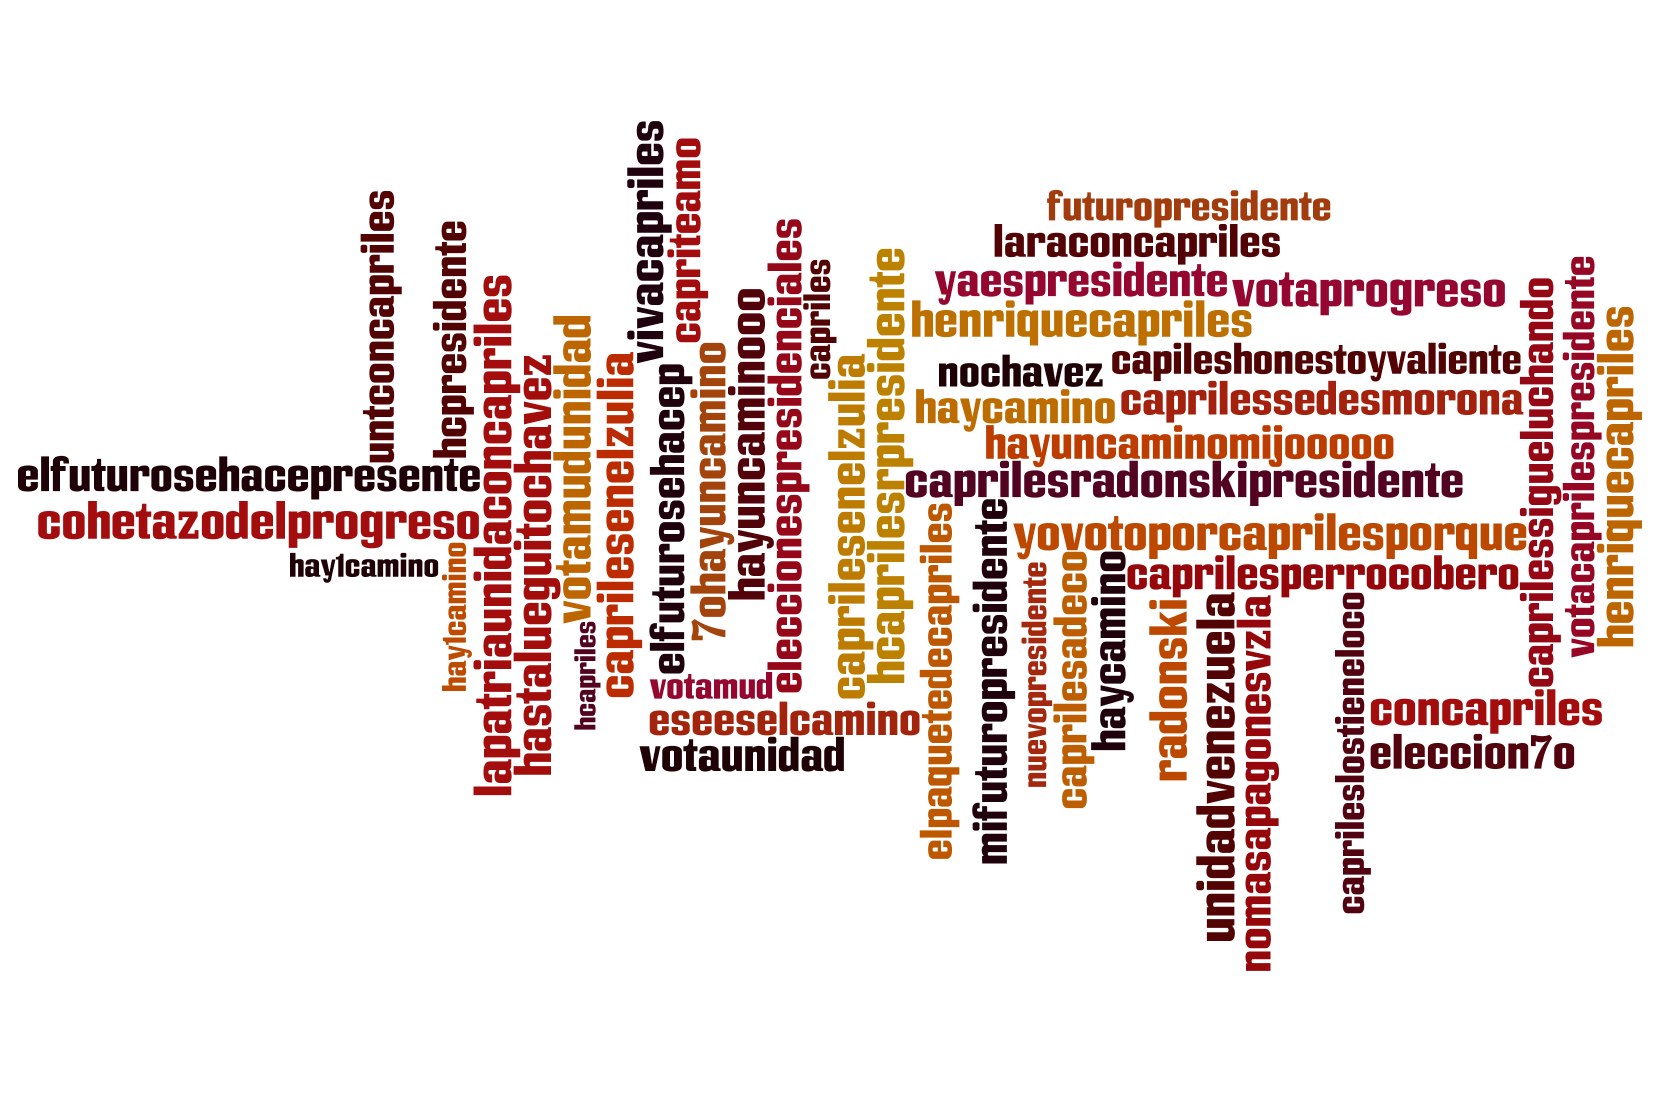 untconcapriles
hcpresidente
elfuturosehacepresente
cohetazodelprogreso
hay1camino
hay1camino
lapatriaunidaconcapriles
hastalueguitochavez
votamudunidad
hcapriles
caprilesenelzulia
vivacapriles
capriteamo
elfuturosehacep
7ohayuncamino
hayuncaminooo
eleccionespresidenciales
capriles
votamud
eseeselcamino
votaunidad
caprilesenelzulia
hcaprilesrpresidente
futuropresidente
laraconcapriles
yaespresidente
votaprogreso
henriquecapriles
nochavez
capileshonestoyvaliente
haycamino
caprilessedesmorona
hayuncaminomijooooo
caprilesradonskipresidente
yovotoporcaprilesporque
caprilesperrocobero
elpaquetedecapriles
mifuturopresidente
nuevopresidente
caprilesadeco
haycamino
radonski
unidadvenezuela
nomasapagonesvzla
caprileslostieneloco
concapriles
eleccion7o
caprilessigueluchando
votacaprilespresidente
henriquecapriles